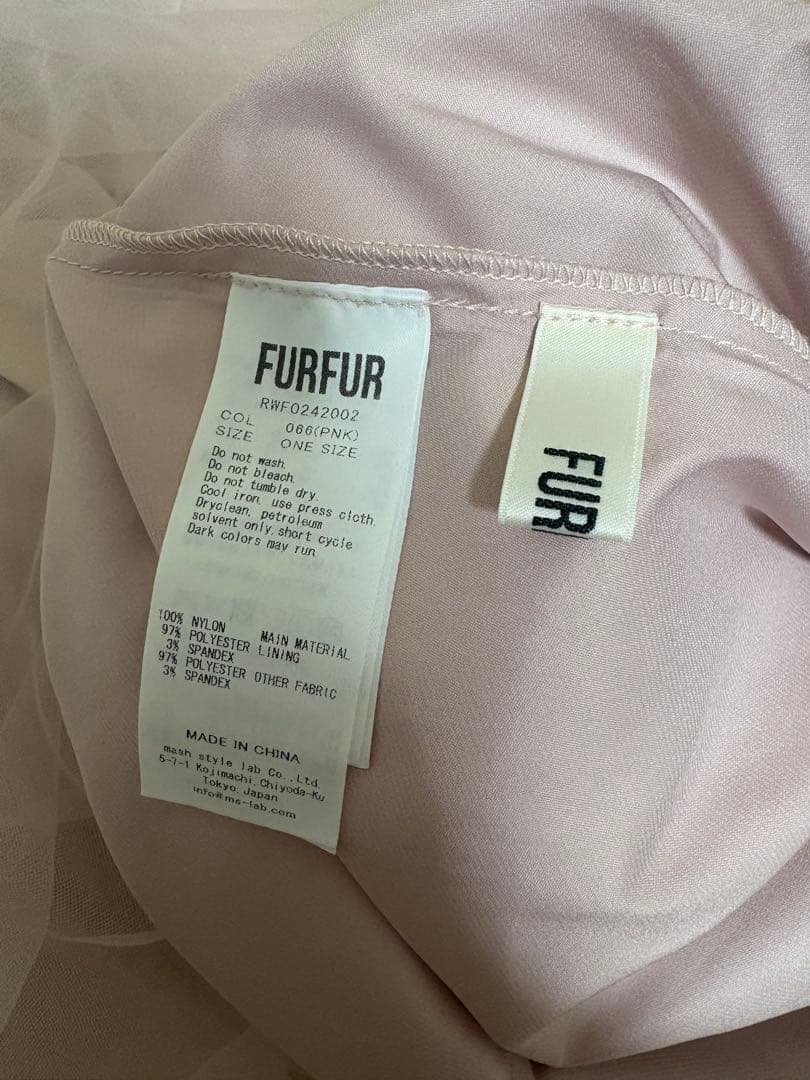 FURFUR
RWF0242002
COL 066(PNK)
SIZE ONE SIZE
Do not wash.
Do not bleach.
Do not tumble dry.
Cool iron, use press cloth.
Dryclean, petroleum
solvent only, short cycle
Dark colors may run
100% NYLON MAIN MATERIAL
97% POLYESTER LINING
3% SPANDEX
97% POLYESTER OTHER FABRIC
3% SPANDEX
MADE IN CHINA
mash style lab Co.,Ltd.
5-7-1 Kojimachi,Chiyoda-Ku
Tokyo,Japan
info@ms-lab.com
FUR